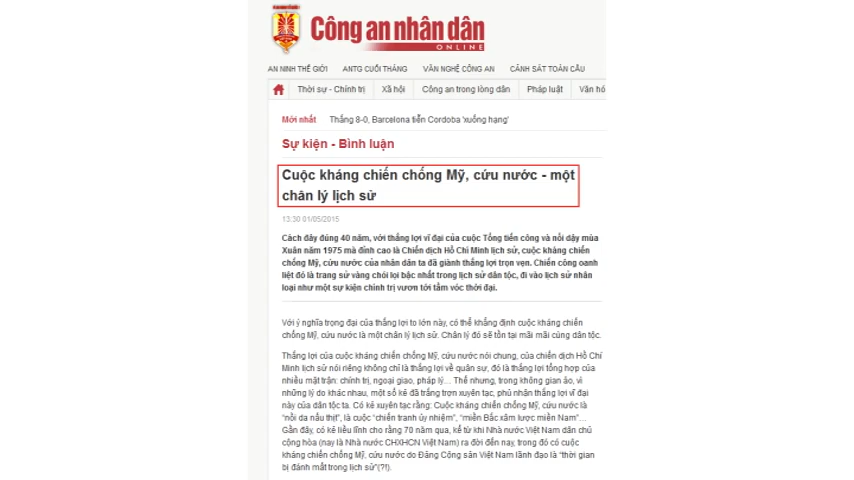 Công an nhân dân
ONLINE
AN NINH THẾ GIỚI ANTG CUỐI THÁNG VĂN NGHỆ CÔNG AN CẢNH SÁT TOÀN CẦU
Thời sự - Chính trị Xã hội Công an trong lòng dân Pháp luật Văn hó
Mới nhất Thắng 8-0, Barcelona tiễn Cordoba 'xuống hạng'
Sự kiện - Bình luận
Cuộc kháng chiến chống Mỹ, cứu nước - một
chân lý lịch sử
13:30 01/05/2015
Cách đây đúng 40 năm, với thắng lợi vĩ đại của cuộc Tổng tiến công và nổi dậy mùa
Xuân năm 1975 mà đỉnh cao là Chiến dịch Hồ Chí Minh lịch sử, cuộc kháng chiến
chống Mỹ, cứu nước của nhân dân ta đã giành thắng lợi trọn vẹn. Chiến công oanh
liệt đó là trang sử vàng chói lọi bậc nhất trong lịch sử dân tộc, đi vào lịch sử nhân
loại như một sự kiện chính trị vươn tới tầm vóc thời đại.
Với ý nghĩa trọng đại của thắng lợi to lớn này, có thể khẳng định cuộc kháng chiến
chống Mỹ, cứu nước là một chân lý lịch sử. Chân lý đó sẽ tồn tại mãi mãi cùng dân tộc.
Thắng lợi của cuộc kháng chiến chống Mỹ, cứu nước nói chung, của chiến dịch Hồ Chí
Minh lịch sử nói riêng không chỉ là thắng lợi về quân sự, đó là thắng lợi tổng hợp của
nhiều mặt trận: chính trị, ngoại giao, pháp lý... Thế nhưng, trong không gian ảo, vì
những lý do khác nhau, một số kẻ đã trắng trợn xuyên tạc, phủ nhận thắng lợi vĩ đại
này của dân tộc ta. Có kẻ xuyên tạc rằng: Cuộc kháng chiến chống Mỹ, cứu nước là
“nồi da nấu thịt”, là cuộc “chiến tranh ủy nhiệm”, “miền Bắc xâm lược miền Nam”...
Gần đây, có kẻ liều lĩnh cho rằng 70 năm qua, kể từ khi Nhà nước Việt Nam dân chủ
cộng hòa (nay là Nhà nước CHXHCN Việt Nam) ra đời đến nay, trong đó có cuộc
kháng chiến chống Mỹ, cứu nước do Đảng Cộng sản Việt Nam lãnh đạo là “thời gian
bị đánh mất trong lịch sử”(?!).